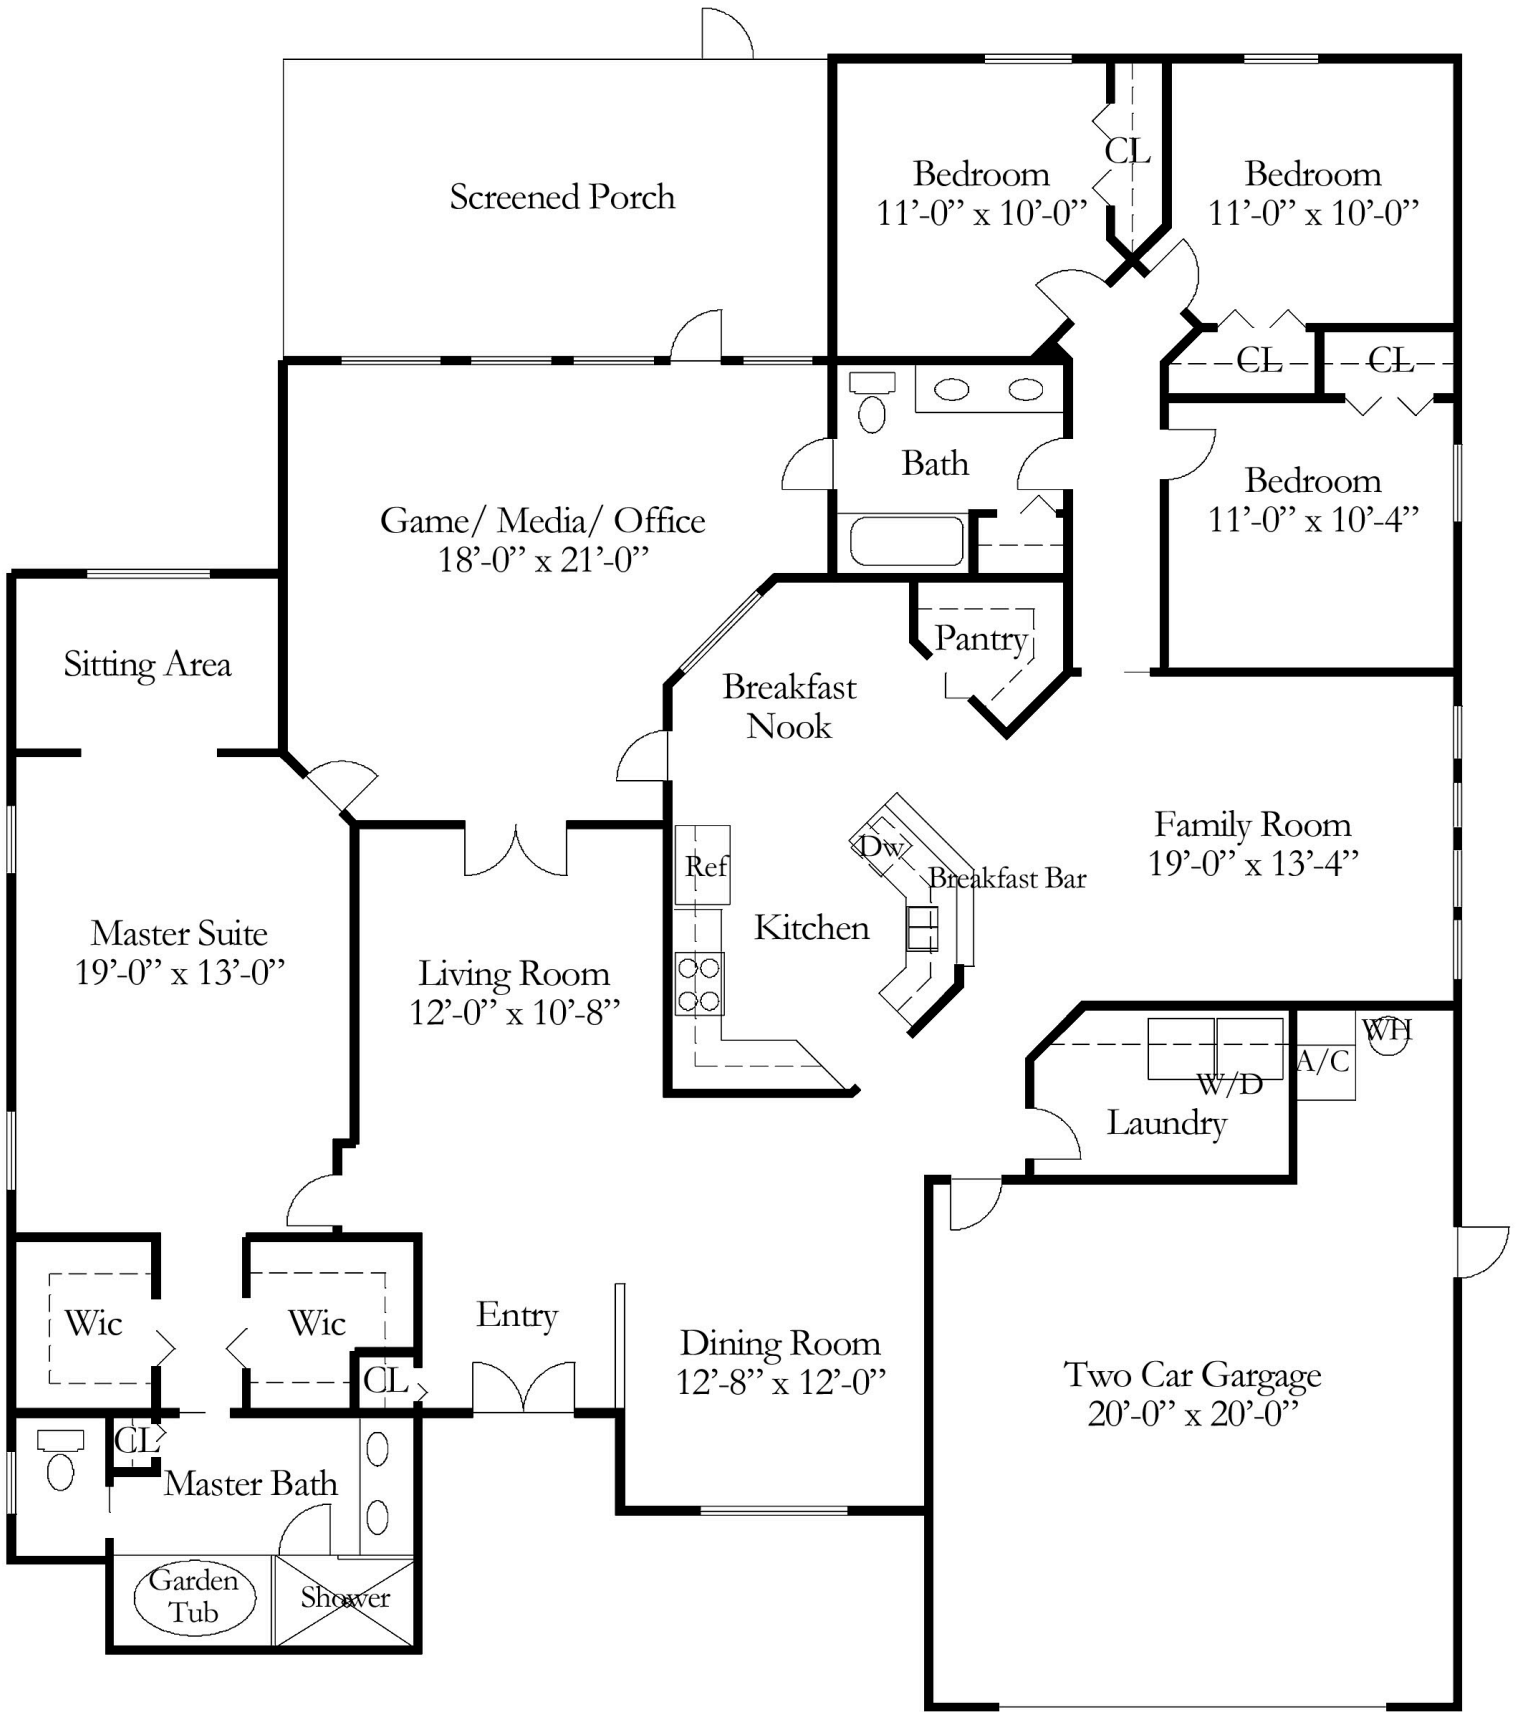 Screened Porch
Bedroom
11’-0” x 10’-0”
CL
Bedroom
11’-0” x 10’-0”
CL
CL
Bath
Bedroom
11’-0” x 10’-4”
Game/ Media/ Office
18’-0” x 21’-0”
Sitting Area
Pantry
Breakfast
Nook
Family Room
19’-0” x 13’-4”
Ref
Dw
Breakfast Bar
Kitchen
Master Suite
19’-0” x 13’-0”
Living Room
12’-0” x 10’-8”
WH
A/C
W/D
Laundry
Wic
Wic
Entry
CL
Dining Room
12’-8” x 12’-0”
Two Car Gargage
20’-0” x 20’-0”
CL
Master Bath
Garden
Tub
Shower